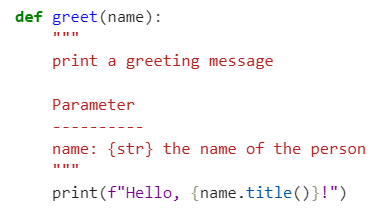 def greet(name):
    """
    print a greeting message

    Parameter
    ----------
    name: {str} the name of the person
    """
    print(f"Hello, {name.title()}!")